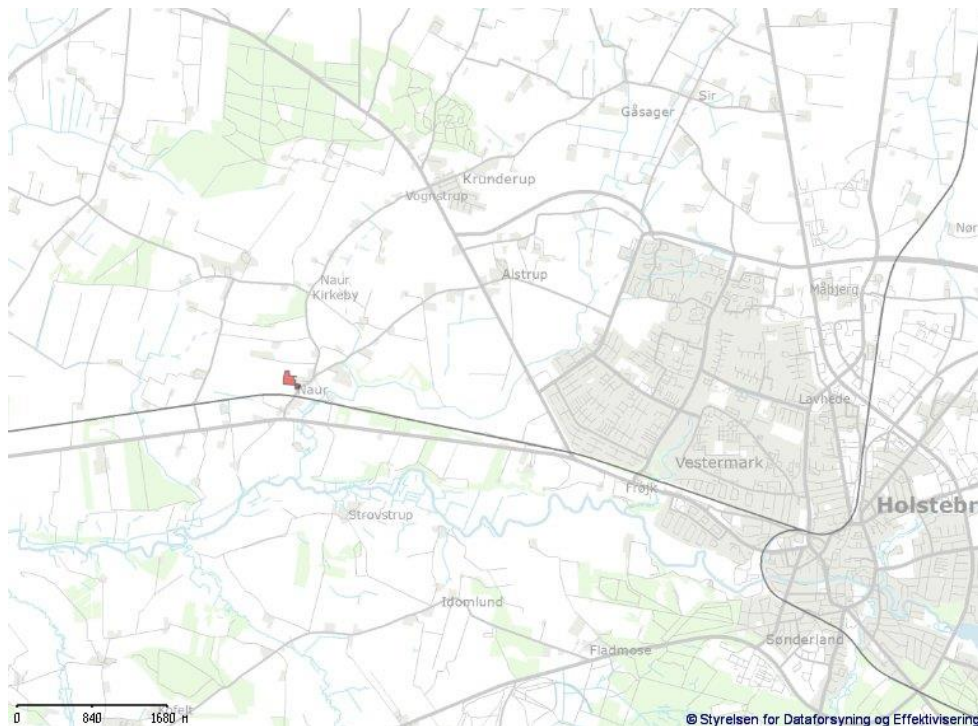 Sir
Gåsager
Krunderup
Vognstrup
Nør
Alstrup
Naur
Kirkeby
Måbjerg
Naur
Lavhede
Vestermark
Frøjk
Holstebr
Strovstrup
Idomlund
Sønderland
Fladmose
0 840 1680 m
© Styrelsen for Dataforsyning og Effektivisering